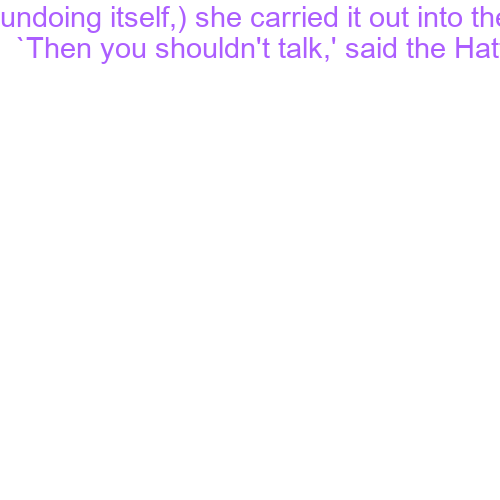 undoing itself,) she carried it out into the
`Then you shouldn't talk,' said the Hat